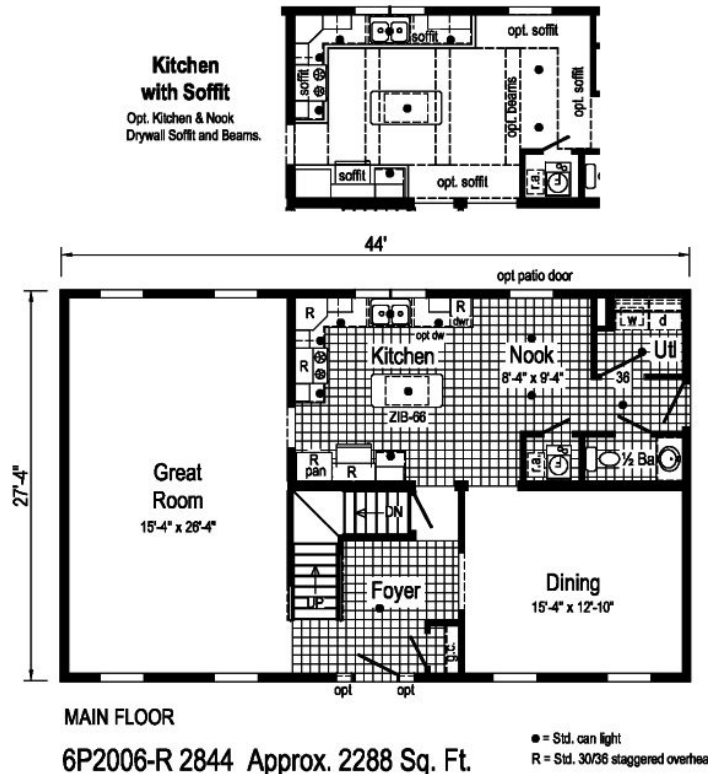 Kitchen
with Soffit
Opt. Kitchen & Nook
Drywall Soffit and Beams.
soffit
opt. soffit
soffit
opt. beams
opt. soffit
soffit
opt. soffit
r.a.
44'
opt patio door
27'-4"
R
R
dwr
opt dw
w
d
Utl
Kitchen
Nook
8'-4" x 9'-4"
36
R
ZIB-66
R
pan
R
r.a.
½ Ba
Great
Room
15'-4" x 26'-4"
DN
UP
Foyer
Dining
15'-4" x 12'-10"
g.c.
opt
opt
MAIN FLOOR
● = Std. can light
6P2006-R 2844 Approx. 2288 Sq. Ft.
R = Std. 30/36 staggered overhea